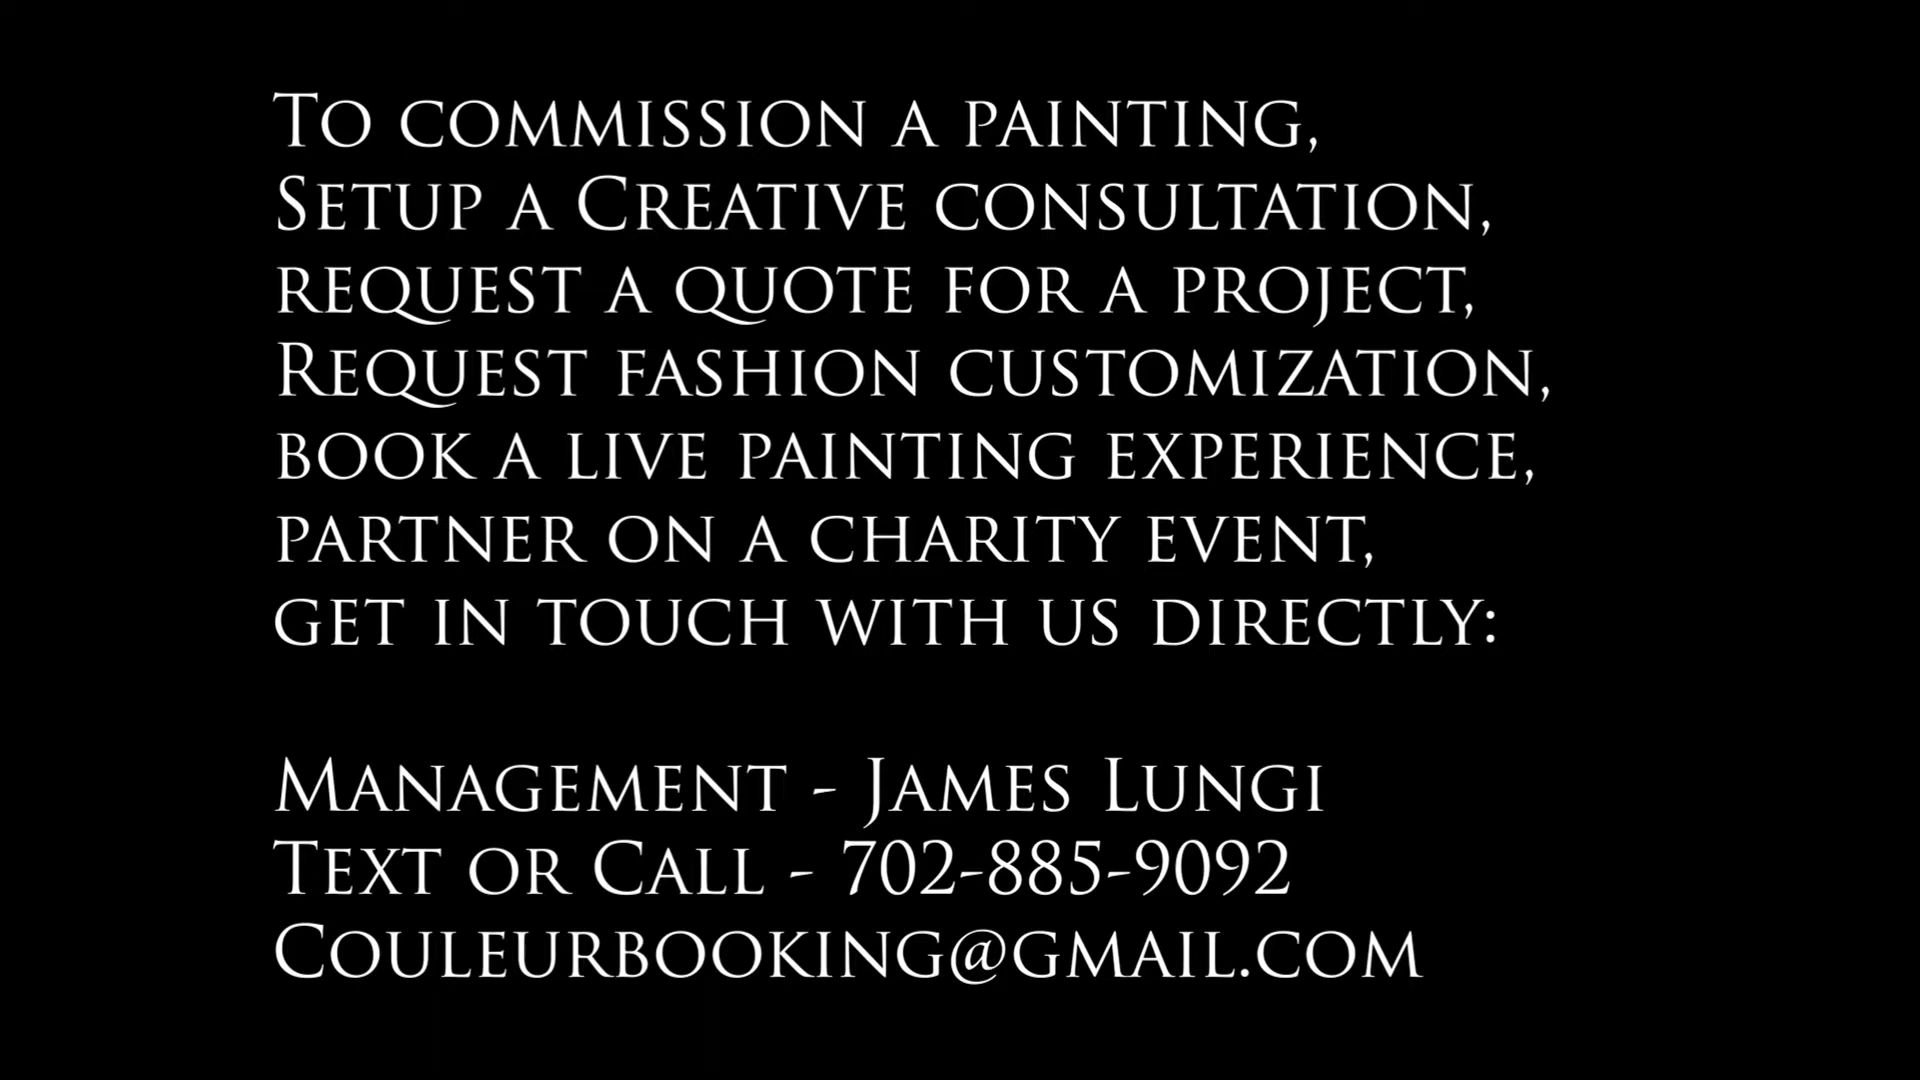 To commission a painting,
Setup a Creative consultation,
request a quote for a project,
Request fashion customization,
book a live painting experience,
partner on a charity event,
get in touch with us directly:
Management - James Lungi
Text or Call - 702-885-9092
Couleurbooking@gmail.com